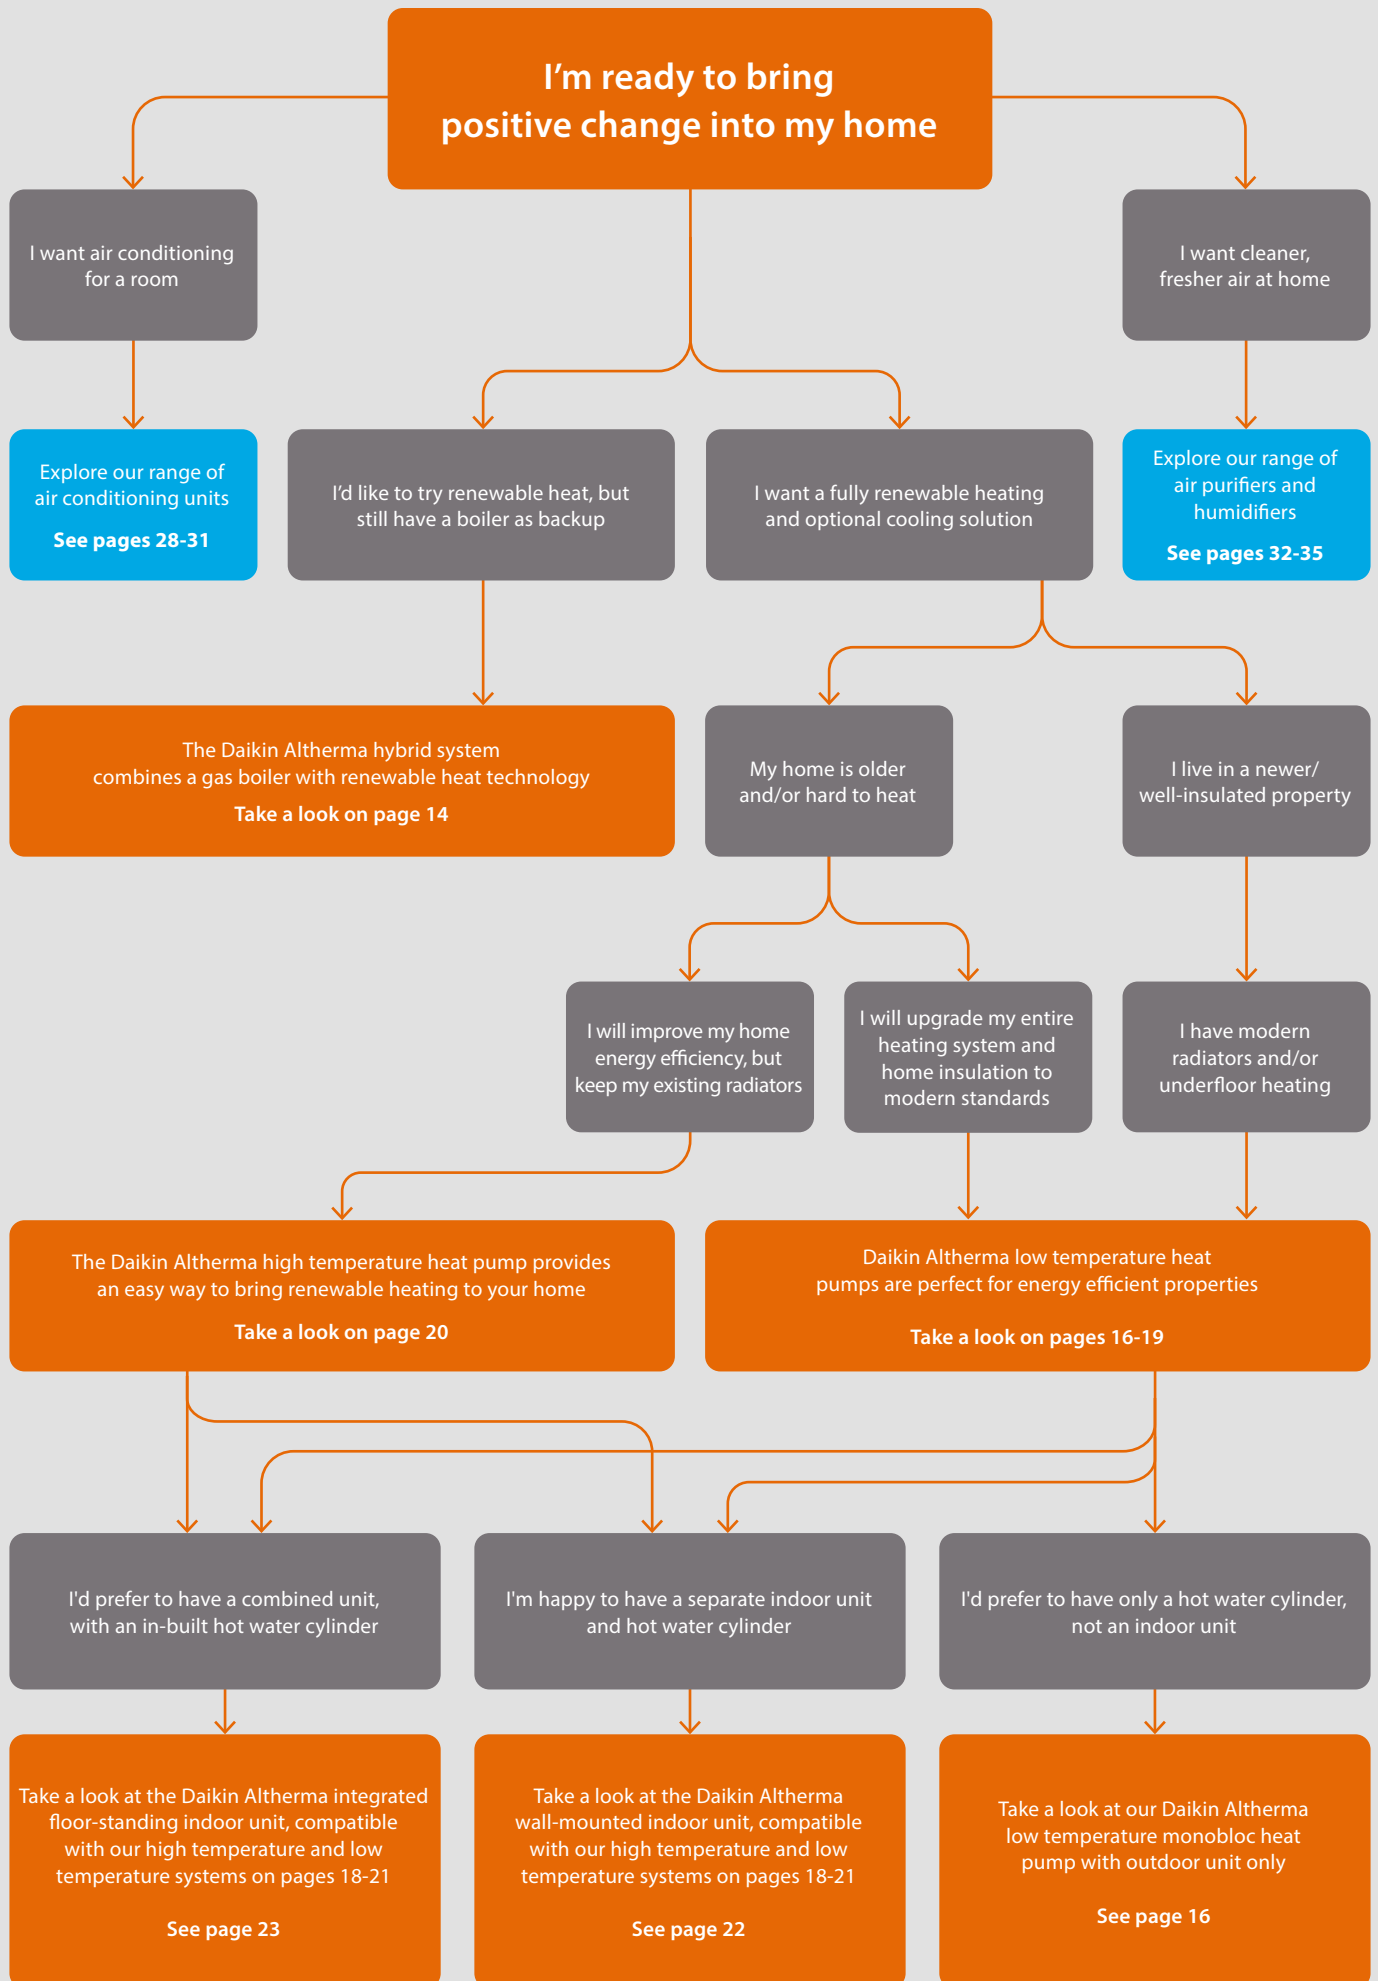 I’m ready to bring
positive change into my home
I want air conditioning
for a room
I want cleaner,
fresher air at home
Explore our range of
air conditioning units
See pages 28-31
I’d like to try renewable heat, but
still have a boiler as backup
I want a fully renewable heating
and optional cooling solution
Explore our range of
air purifiers and
humidifiers
See pages 32-35
The Daikin Altherma hybrid system
combines a gas boiler with renewable heat technology
Take a look on page 14
My home is older
and/or hard to heat
I live in a newer/
well-insulated property
I will improve my home
energy efficiency, but
keep my existing radiators
I will upgrade my entire
heating system and
home insulation to
modern standards
I have modern
radiators and/or
underfloor heating
The Daikin Altherma high temperature heat pump provides
an easy way to bring renewable heating to your home
Take a look on page 20
Daikin Altherma low temperature heat
pumps are perfect for energy efficient properties
Take a look on pages 16-19
I'd prefer to have a combined unit,
with an in-built hot water cylinder
I'm happy to have a separate indoor unit
and hot water cylinder
I'd prefer to have only a hot water cylinder,
not an indoor unit
Take a look at the Daikin Altherma integrated
floor-standing indoor unit, compatible
with our high temperature and low
temperature systems on pages 18-21
See page 23
Take a look at the Daikin Altherma
wall-mounted indoor unit, compatible
with our high temperature and low
temperature systems on pages 18-21
See page 22
Take a look at our Daikin Altherma
low temperature monobloc heat
pump with outdoor unit only
See page 16